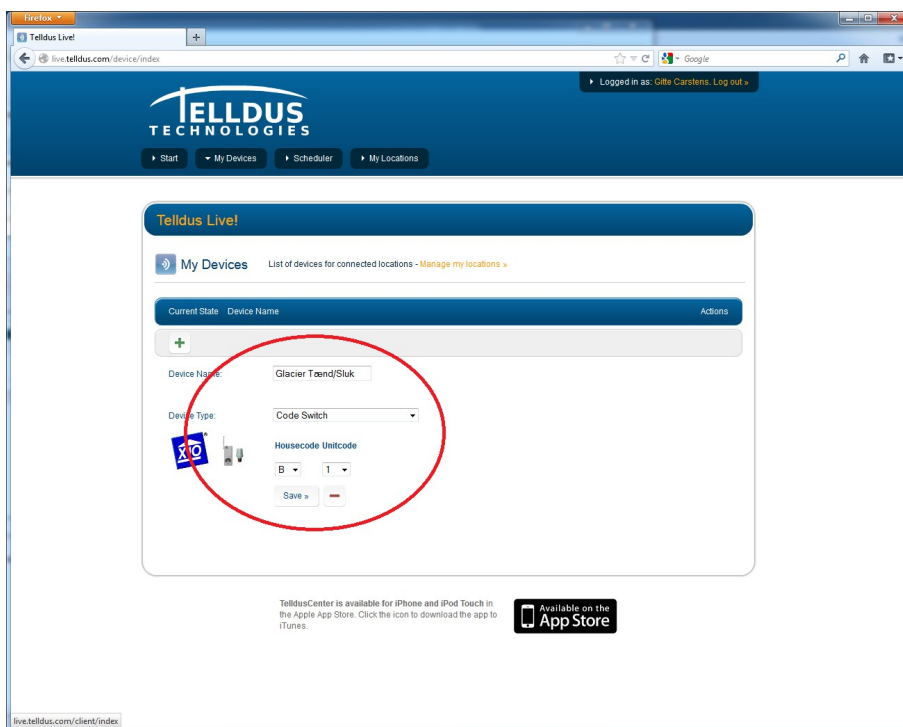 Firefox
Telldus Live!
live.telldus.com/device/index
Google
Logged in as: Gitte Carstens. Log out »
TELLDUS
TECHNOLOGIES
Start My Devices Scheduler My Locations
Telldus Live!
My Devices List of devices for connected locations - Manage my locations »
Current State Device Name Actions
Device Name: Glacier Tænd/Sluk
Device Type: Code Switch
X10®
Housecode Unitcode
B 1
Save »
TelldusCenter is available for iPhone and iPod Touch in
the Apple App Store. Click the icon to download the app to
iTunes.
Available on the
App Store
live.telldus.com/client/index